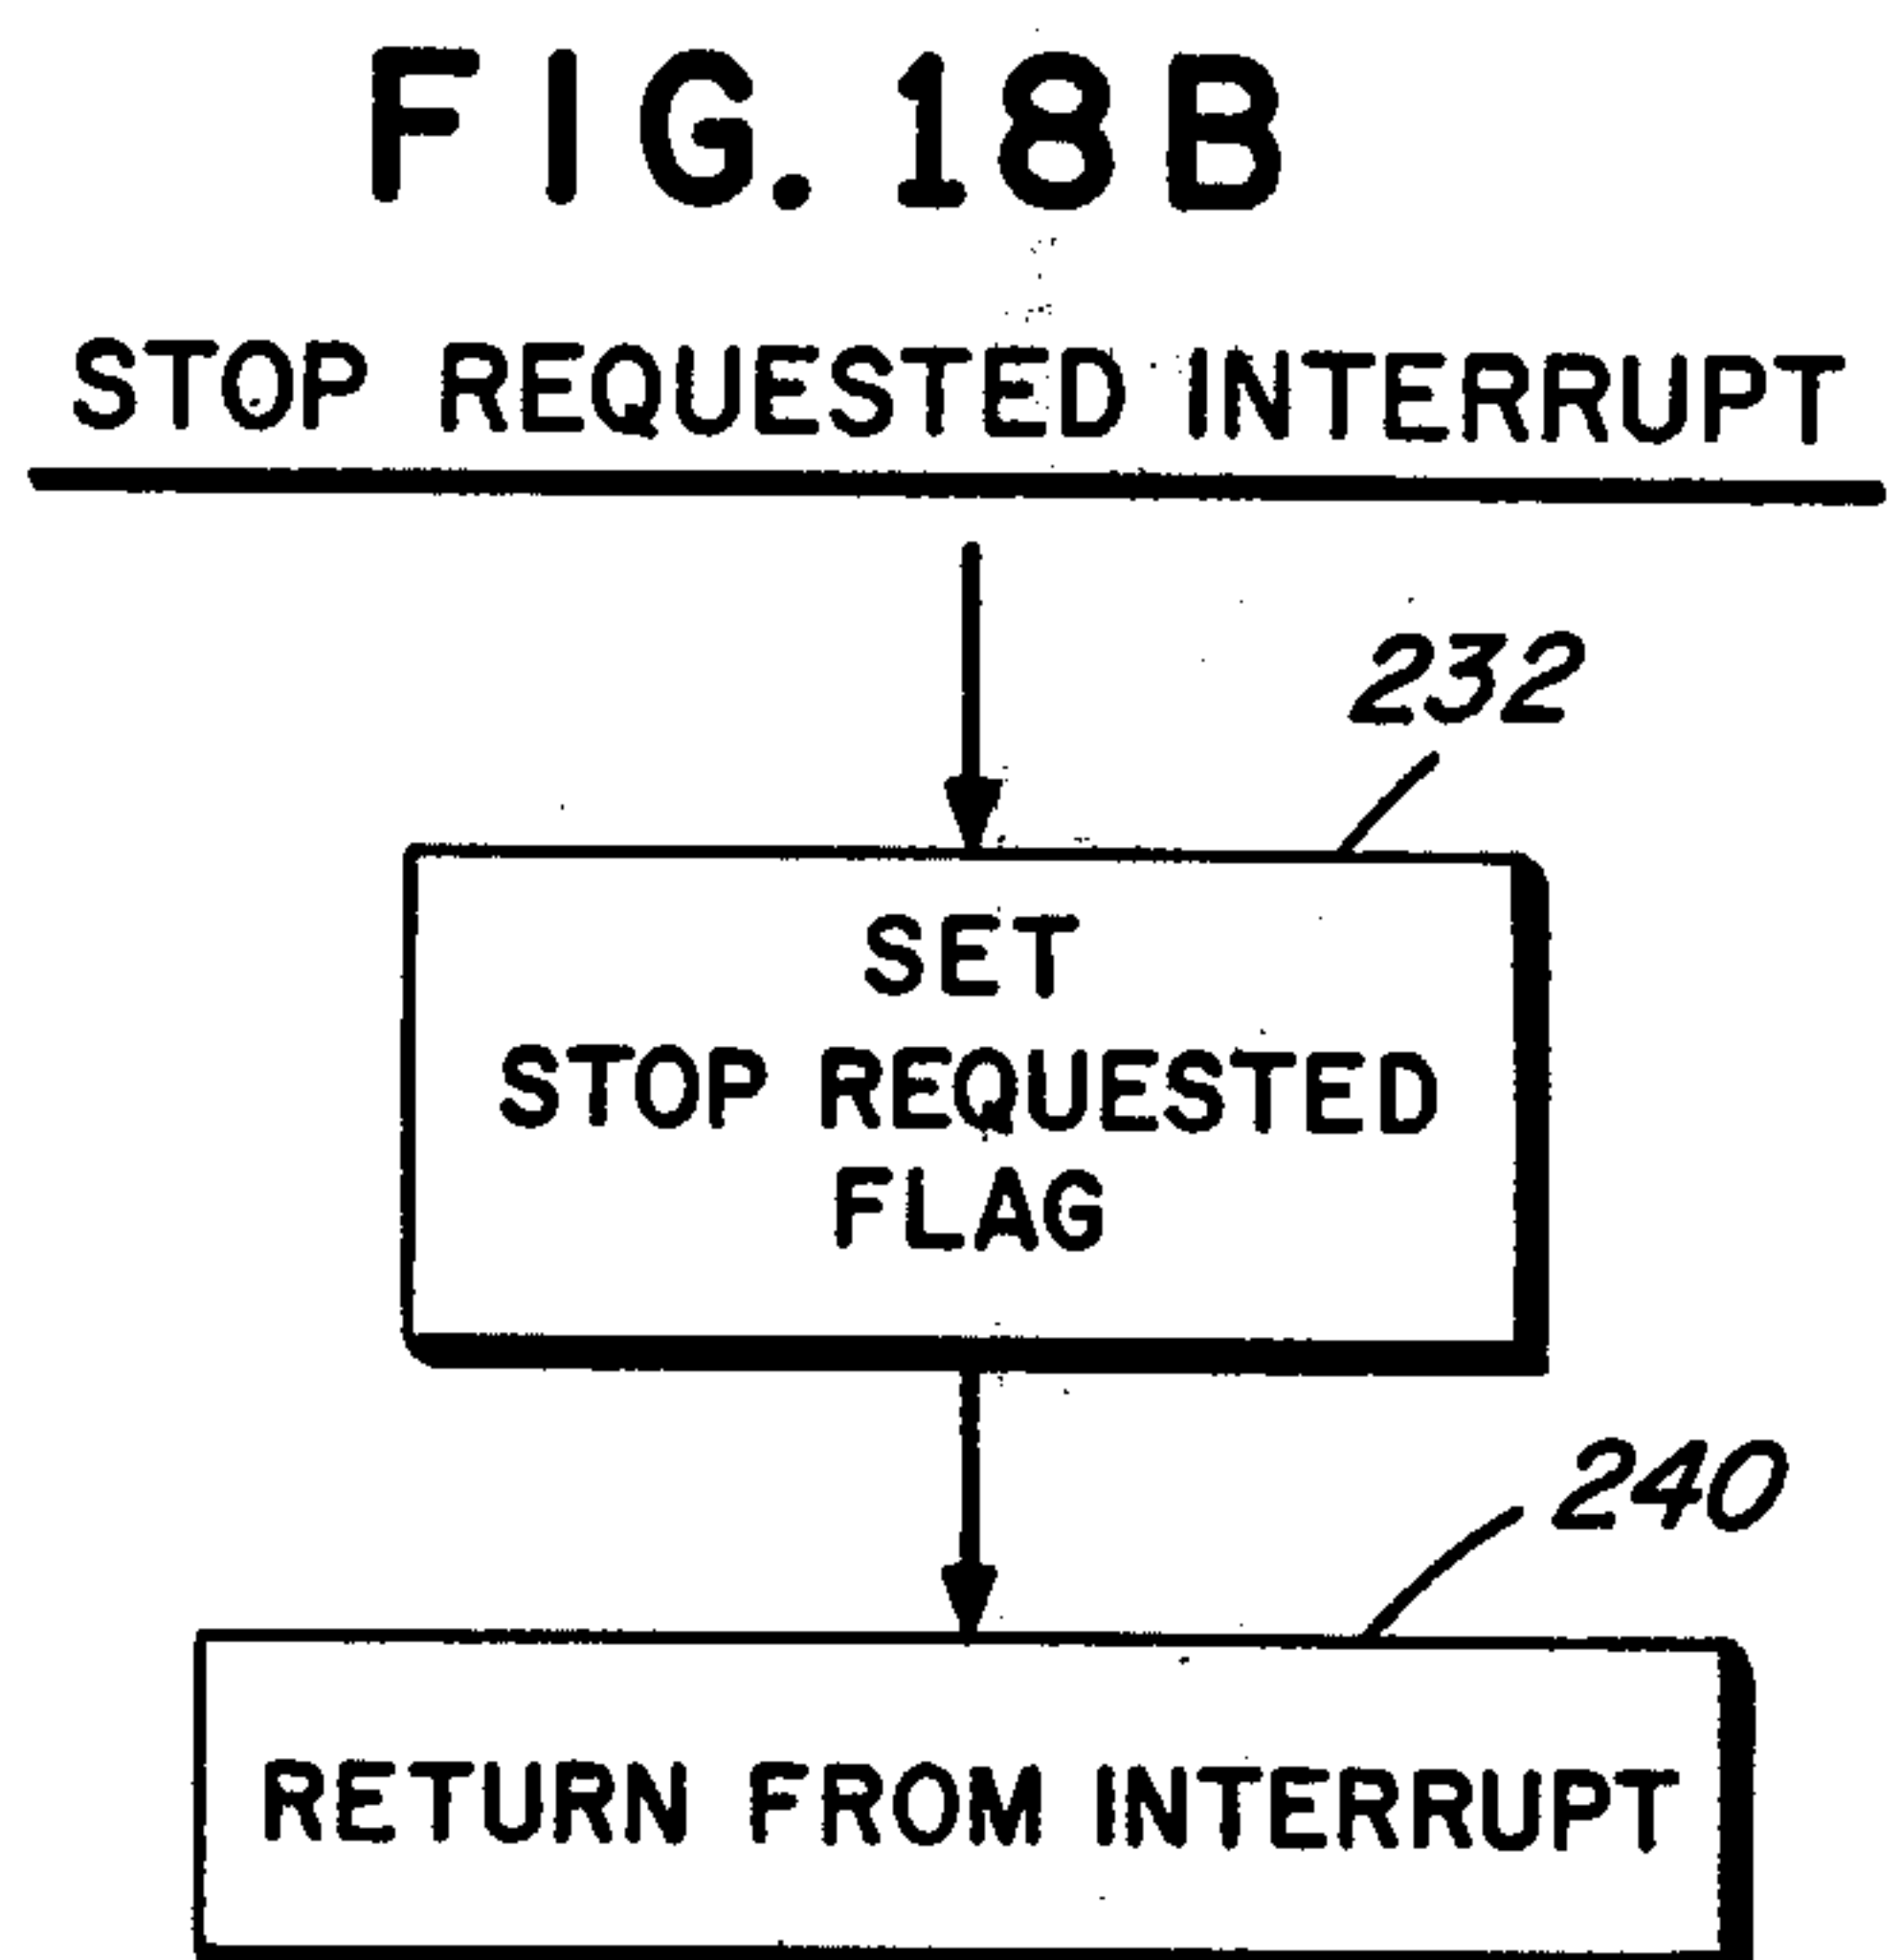 FIG. 18B
STOP REQUESTED INTERRUPT
232
SET
STOP REQUESTED
FLAG
240
RETURN FROM INTERRUPT